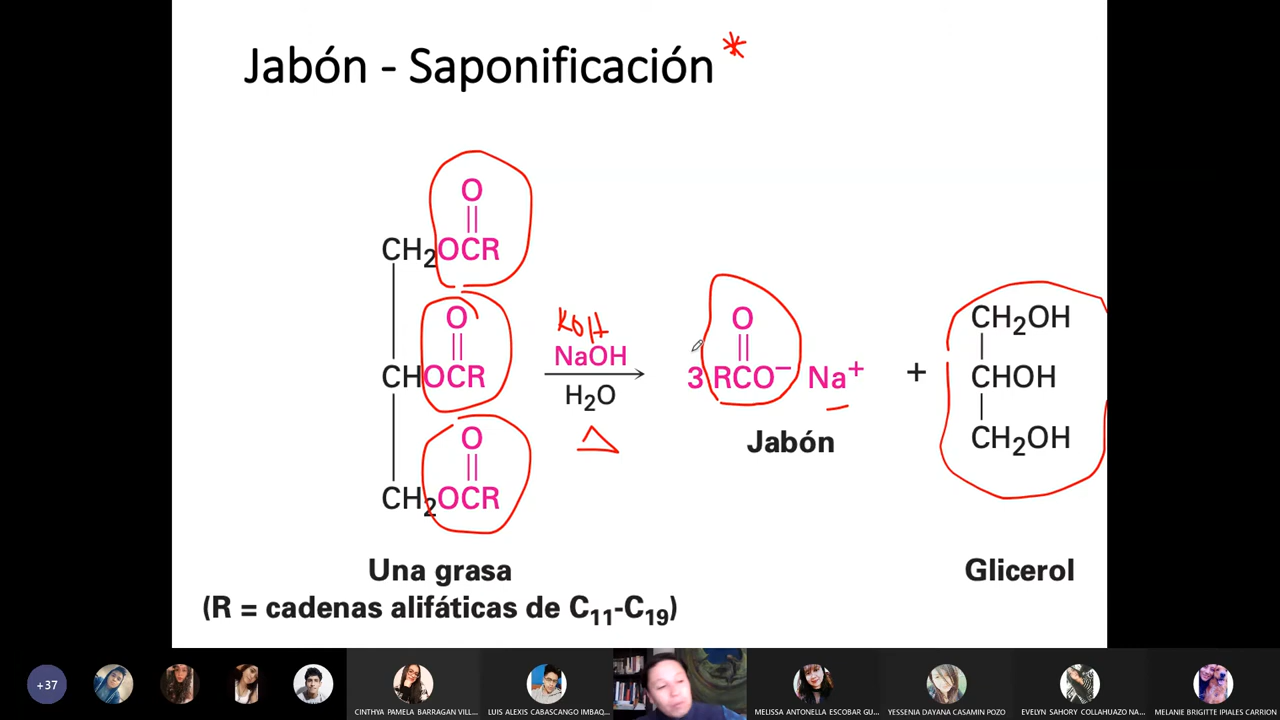 Jabón - Saponificación *
O
||
CH₂OCR
O
||
CHOCR
O
||
CH₂OCR
KOH
NaOH
H₂O
△
O
||
3 RCO⁻ Na⁺
Jabón
+
CH₂OH
CHOH
CH₂OH
Una grasa
Glicerol
(R = cadenas alifáticas de C₁₁-C₁₉)
+37
CINTHYA PAMELA BARRAGAN VILL...
LUIS ALEXIS CABASCANGO IMBAQ...
MELISSA ANTONELLA ESCOBAR GU...
YESSENIA DAYANA CASAMIN POZO
EVELYN SAHORY COLLAHUAZO NA...
MELANIE BRIGITTE IPIALES CARRION